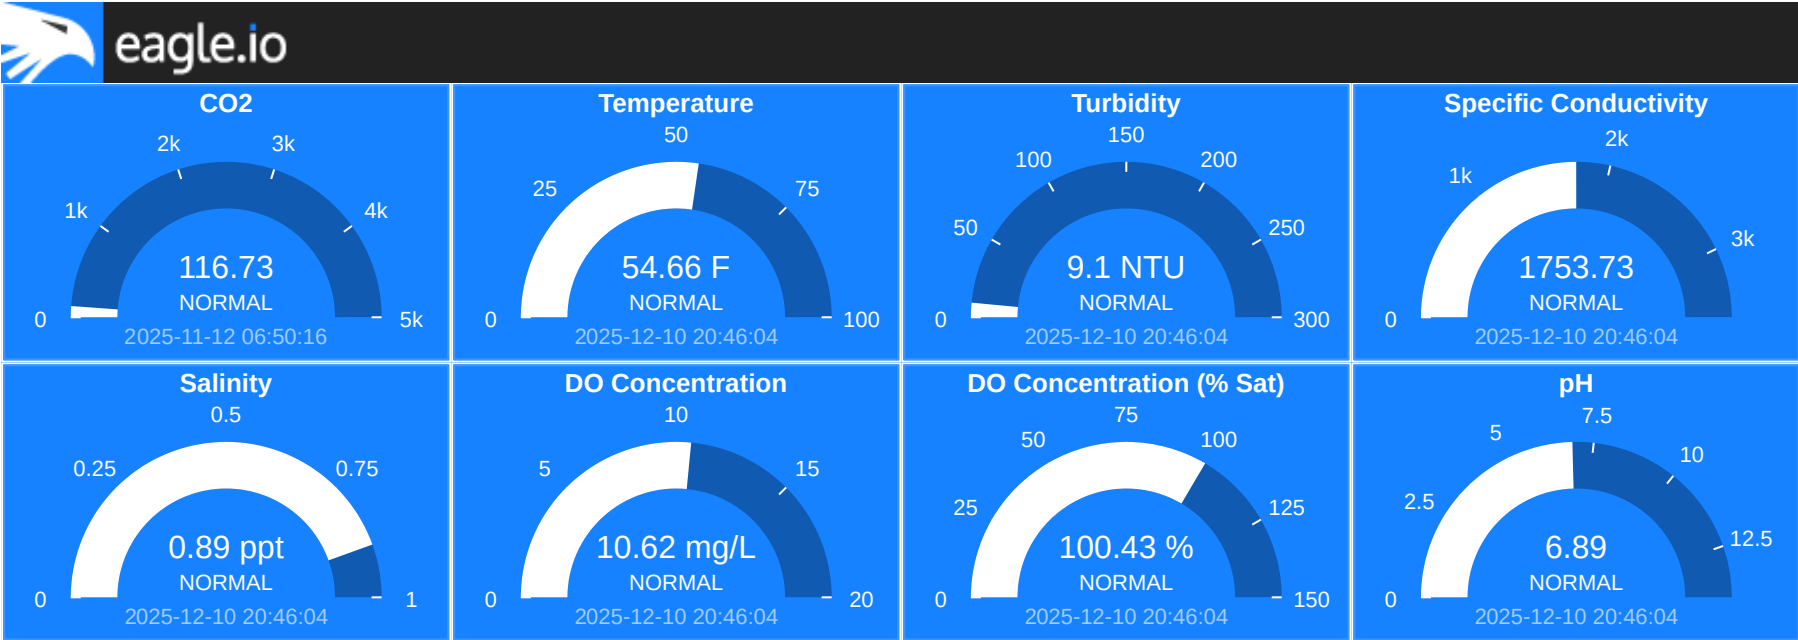 eagle.io
CO2
2k
3k
1k
4k
116.73
NORMAL
0
5k
2025-11-12 06:50:16
Temperature
50
25
75
54.66 F
NORMAL
0
100
2025-12-10 20:46:04
Turbidity
150
100
200
50
250
9.1 NTU
NORMAL
0
300
2025-12-10 20:46:04
Specific Conductivity
2k
1k
3k
1753.73
NORMAL
0
2025-12-10 20:46:04
Salinity
0.5
0.25
0.75
0.89 ppt
NORMAL
0
1
2025-12-10 20:46:04
DO Concentration
10
5
15
10.62 mg/L
NORMAL
0
20
2025-12-10 20:46:04
DO Concentration (% Sat)
75
50
100
25
125
100.43 %
NORMAL
0
150
2025-12-10 20:46:04
pH
7.5
5
10
2.5
12.5
6.89
NORMAL
0
2025-12-10 20:46:04